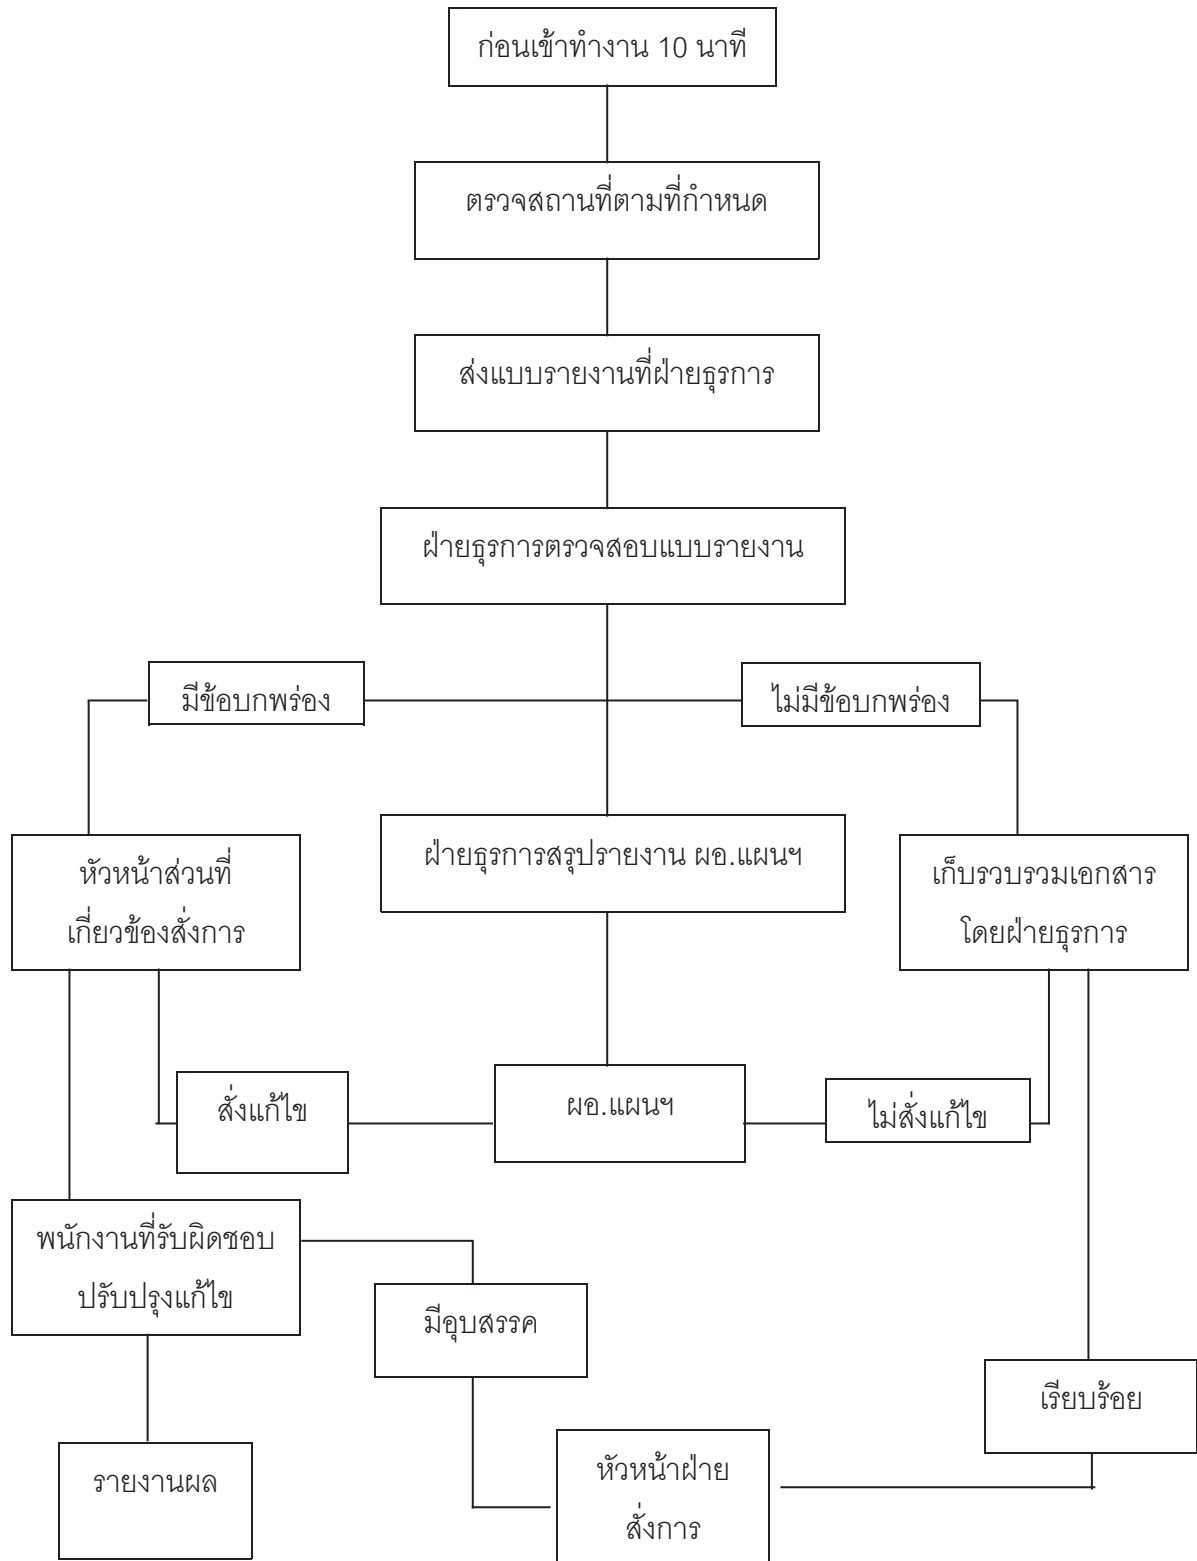 ก่อนเข้าทำงาน 10 นาที
ตรวจสถานที่ตามที่กำหนด
ส่งแบบรายงานที่ฝ่ายธุรการ
ฝ่ายธุรการตรวจสอบแบบรายงาน
มีข้อบกพร่อง
ไม่มีข้อบกพร่อง
หัวหน้าส่วนที่
เกี่ยวข้องสั่งการ
ฝ่ายธุรการสรุปรายงาน ผอ.แผนฯ
เก็บรวบรวมเอกสาร
โดยฝ่ายธุรการ
สั่งแก้ไข
ผอ.แผนฯ
ไม่สั่งแก้ไข
พนักงานที่รับผิดชอบ
ปรับปรุงแก้ไข
มีอุบสรรค
เรียบร้อย
รายงานผล
หัวหน้าฝ่าย
สั่งการ